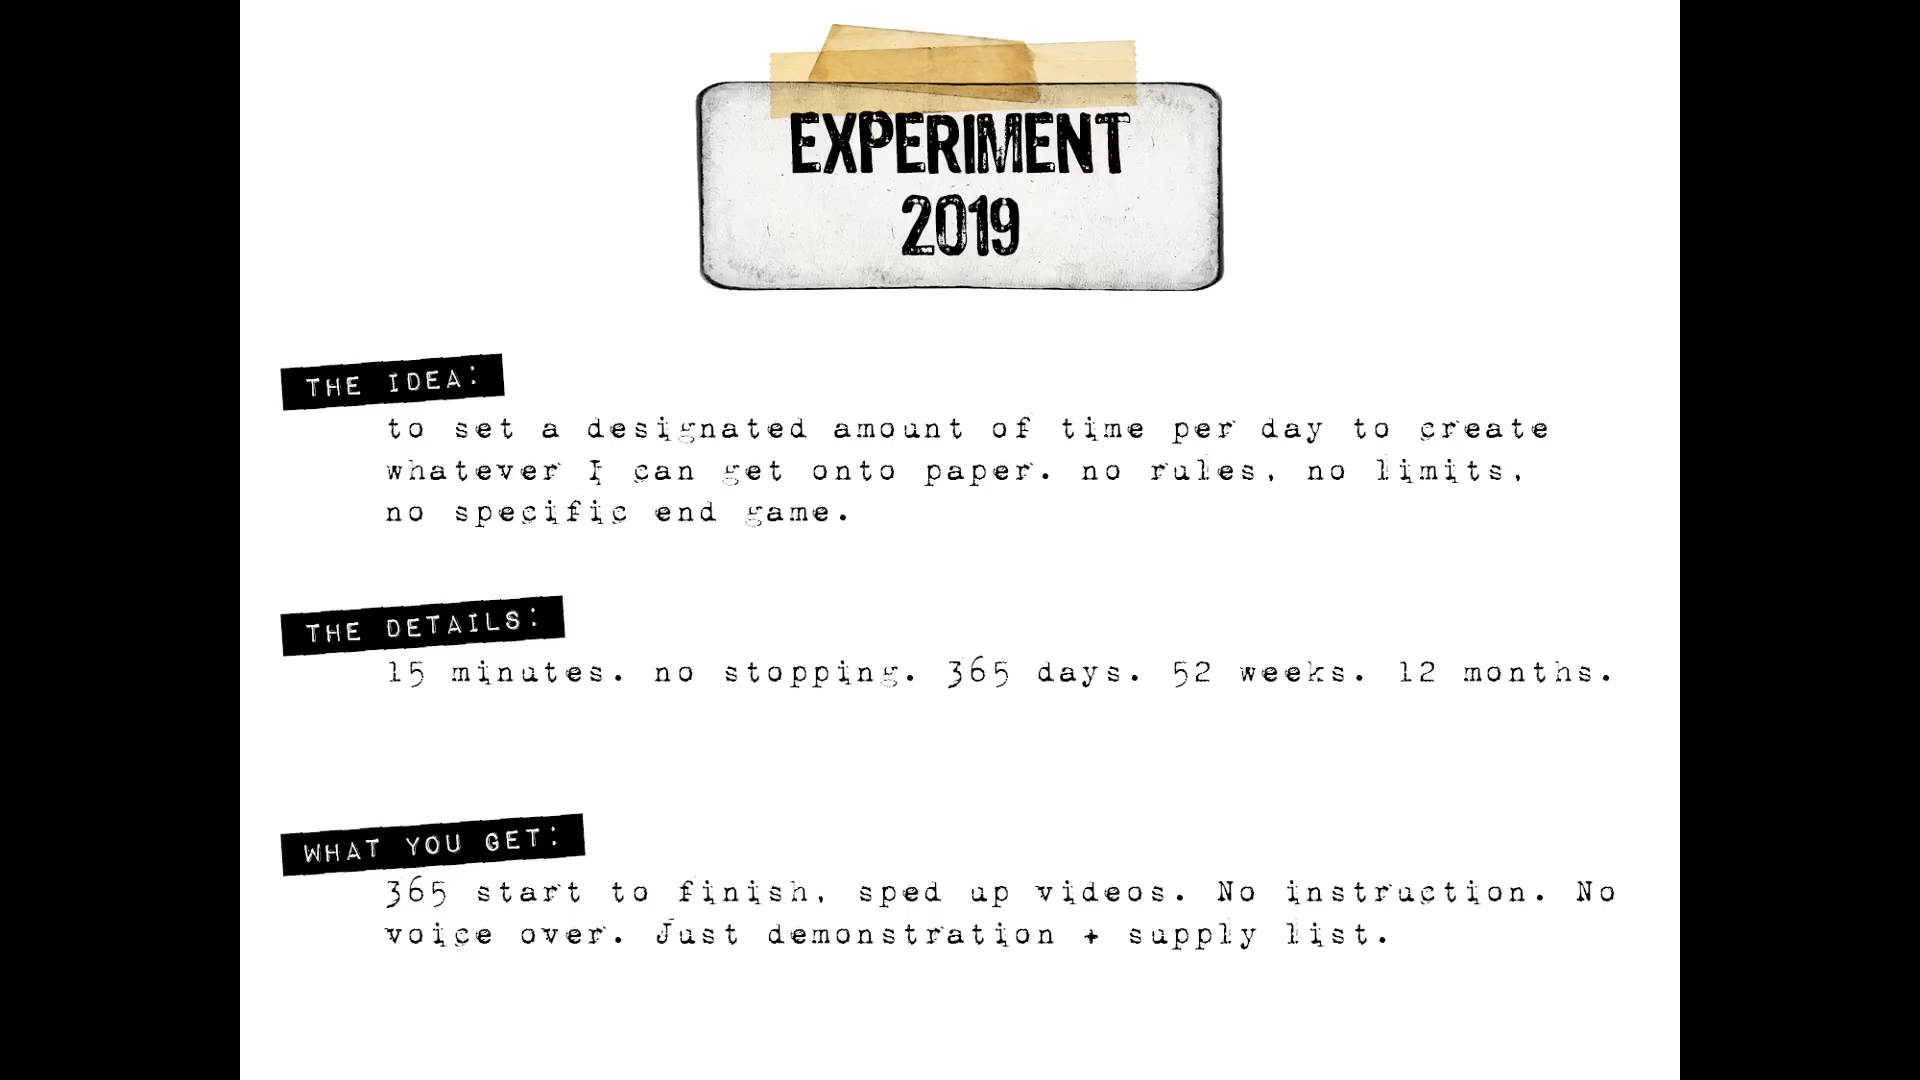 EXPERIMENT
2019
THE IDEA:
to set a designated amount of time per day to create
whatever I can get onto paper. no rules, no limits,
no specific end game.
THE DETAILS:
15 minutes. no stopping. 365 days. 52 weeks. 12 months.
WHAT YOU GET:
365 start to finish, sped up videos. No instruction. No
voice over. Just demonstration + supply list.